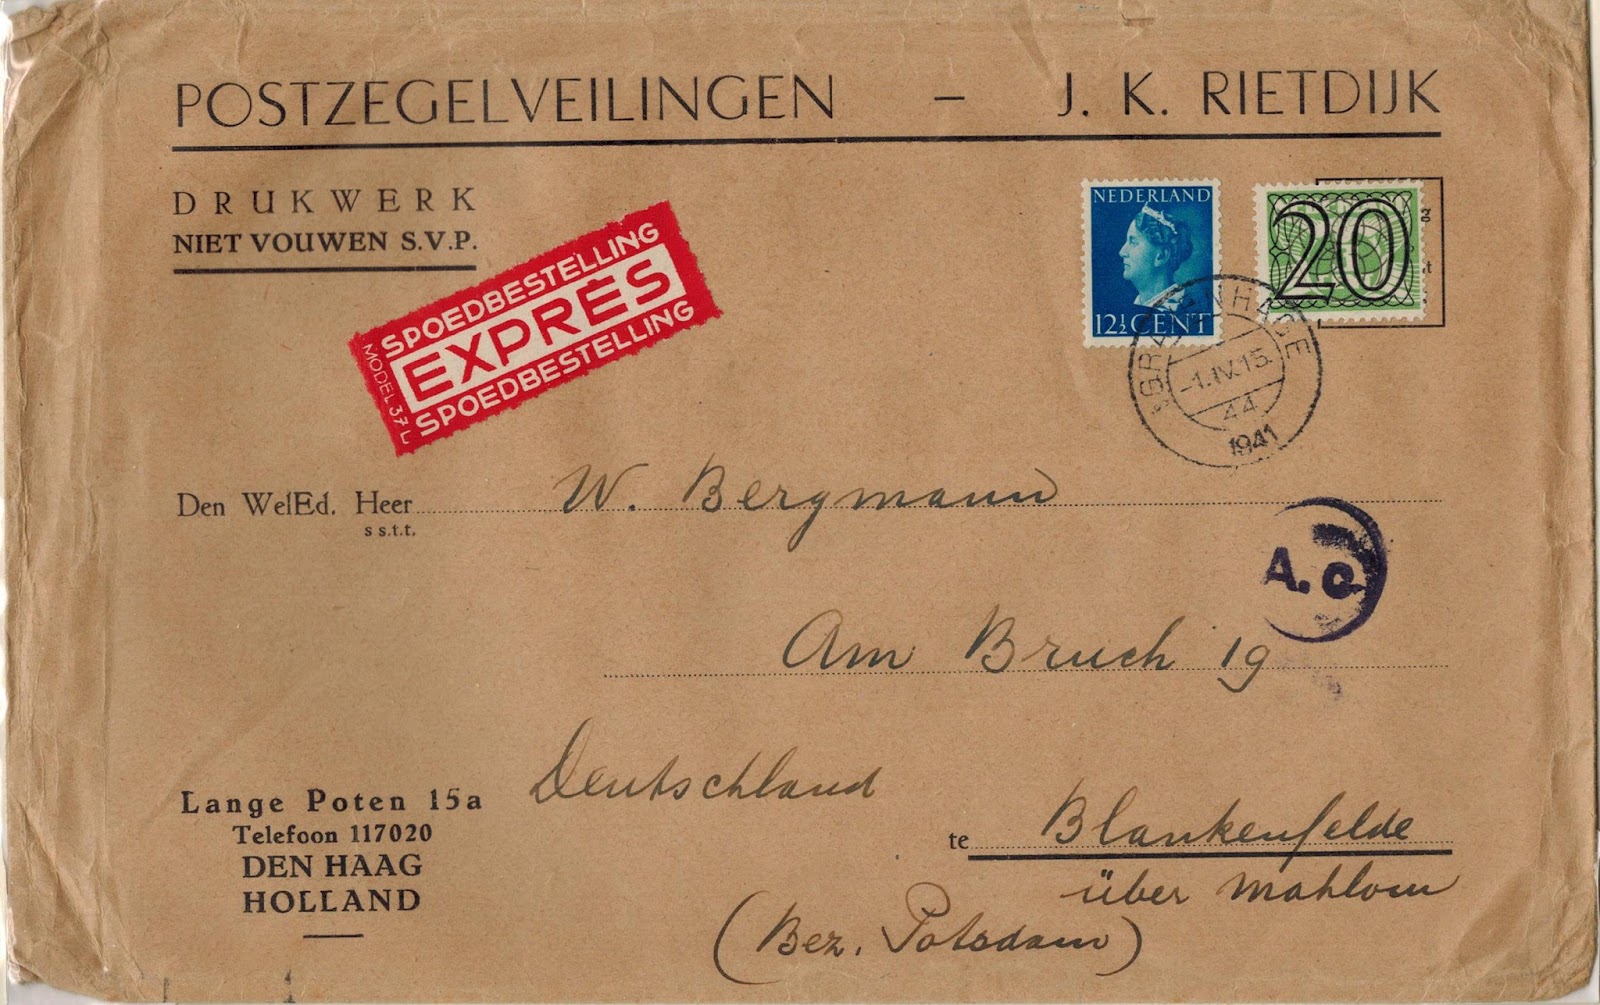 POSTZEGELVEILINGEN – J. K. RIETDIJK
DRUKWERK
NIET VOUWEN S.V.P.
SPOEDBESTELLING
EXPRES
SPOEDBESTELLING
MODEL 37 L
NEDERLAND
12½ CENT
20
'S GRAVENHAGE
-1.IV.15.
44
1941
Den WelEd. Heer W. Bergmann
s s.t.t.
A. c.
Am Bruch 19
Deutschland
Lange Poten 15a
Telefoon 117020
DEN HAAG
HOLLAND
te Blankenfelde
über Mahlow
(Bez. Potsdam)